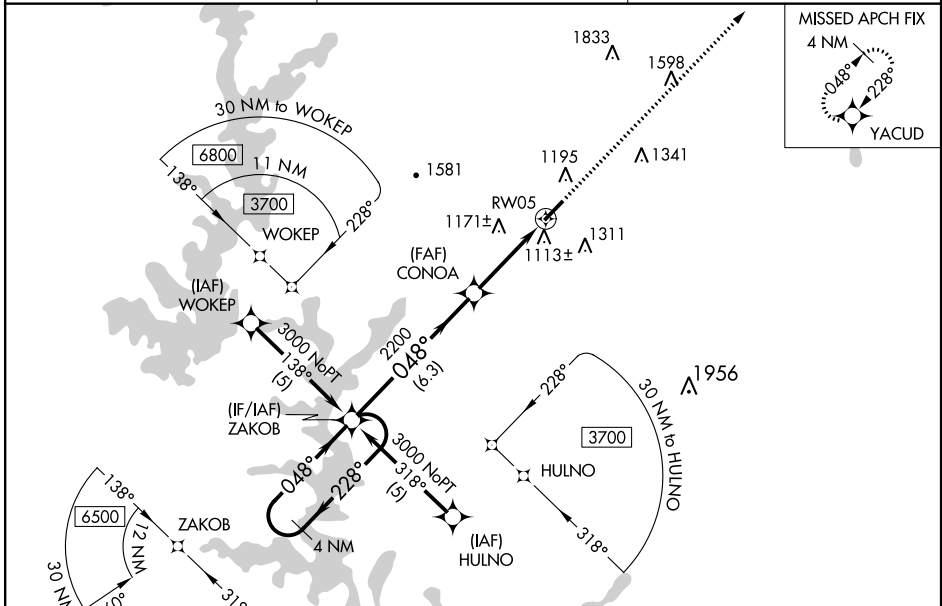 MISSED APCH FIX
4 NM
048°
228°
YACUD
1833
1598
30 NM to WOKEP
6800
11 NM
138°
3700
228°
WOKEP
1581
1195
1341
RW05
1171±
1113±
1311
(FAF)
CONOA
(IAF)
WOKEP
3000 NoPT
138°
(5)
2200
048°
(6.3)
1956
228°
30 NM to HULNO
3700
HULNO
318°
(IF/IAF)
ZAKOB
3000 NoPT
318°
(5)
048°
228°
4 NM
(IAF)
HULNO
138°
6500
12 NM
ZAKOB
30 NM